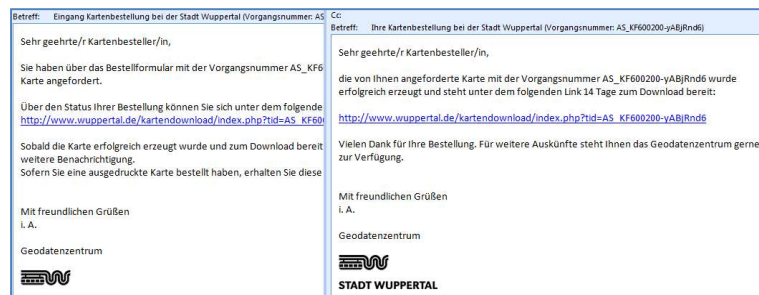 Betreff: Eingang Kartenbestellung bei der Stadt Wuppertal (Vorgangsnummer: AS
Sehr geehrte/r Kartenbesteller/in,
Sie haben über das Bestellformular mit der Vorgangsnummer AS_KF6
Karte angefordert.
Über den Status Ihrer Bestellung können Sie sich unter dem folgende
http://www.wuppertal.de/kartendownload/index.php?tid=AS_KF600
Sobald die Karte erfolgreich erzeugt wurde und zum Download bereit
weitere Benachrichtigung.
Sofern Sie eine ausgedruckte Karte bestellt haben, erhalten Sie diese
Mit freundlichen Grüßen
i. A.
Geodatenzentrum
Cc:
Betreff: Ihre Kartenbestellung bei der Stadt Wuppertal (Vorgangsnummer: AS_KF600200-yABjRnd6)
Sehr geehrte/r Kartenbesteller/in,
die von Ihnen angeforderte Karte mit der Vorgangsnummer AS_KF600200-yABjRnd6 wurde
erfolgreich erzeugt und steht unter dem folgenden Link 14 Tage zum Download bereit:
http://www.wuppertal.de/kartendownload/index.php?tid=AS_KF600200-yABjRnd6
Vielen Dank für Ihre Bestellung. Für weitere Auskünfte steht Ihnen das Geodatenzentrum gerne
zur Verfügung.
Mit freundlichen Grüßen
i. A.
Geodatenzentrum
STADT WUPPERTAL